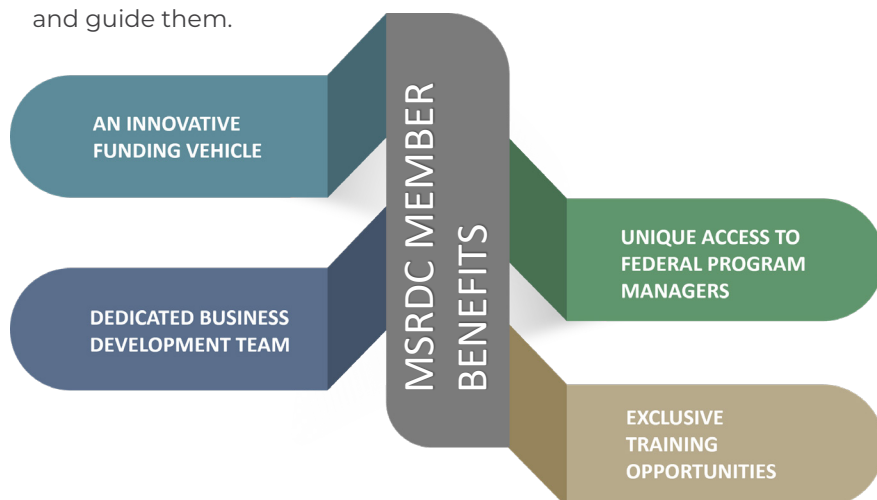 and guide them.
AN INNOVATIVE
FUNDING VEHICLE
DEDICATED BUSINESS
DEVELOPMENT TEAM
MSRDC MEMBER
BENEFITS
UNIQUE ACCESS TO
FEDERAL PROGRAM
MANAGERS
EXCLUSIVE
TRAINING
OPPORTUNITIES